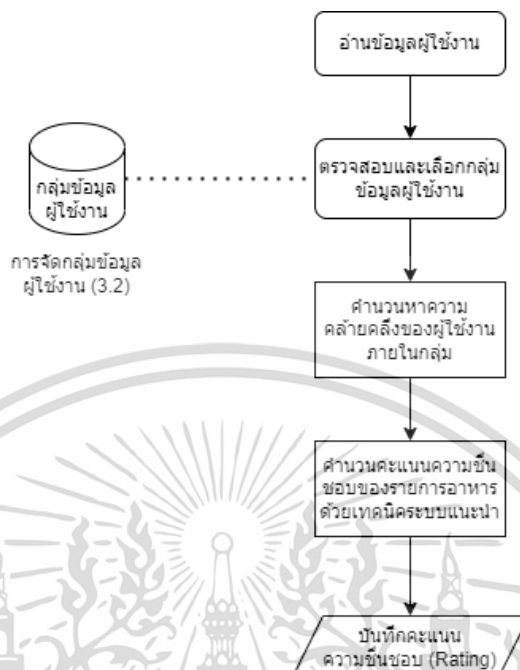 อ่านข้อมูลผู้ใช้งาน
กลุ่มข้อมูล
ผู้ใช้งาน
การจัดกลุ่มข้อมูล
ผู้ใช้งาน (3.2)
ตรวจสอบและเลือกกลุ่ม
ข้อมูลผู้ใช้งาน
คำนวนหาความ
คล้ายคลึงของผู้ใช้งาน
ภายในกลุ่ม
คำนวนคะแนนความชื่น
ชอบของรายการอาหาร
ด้วยเทคนิคระบบแนะนำ
บันทึกคะแนน
ความชื่นชอบ (Rating)